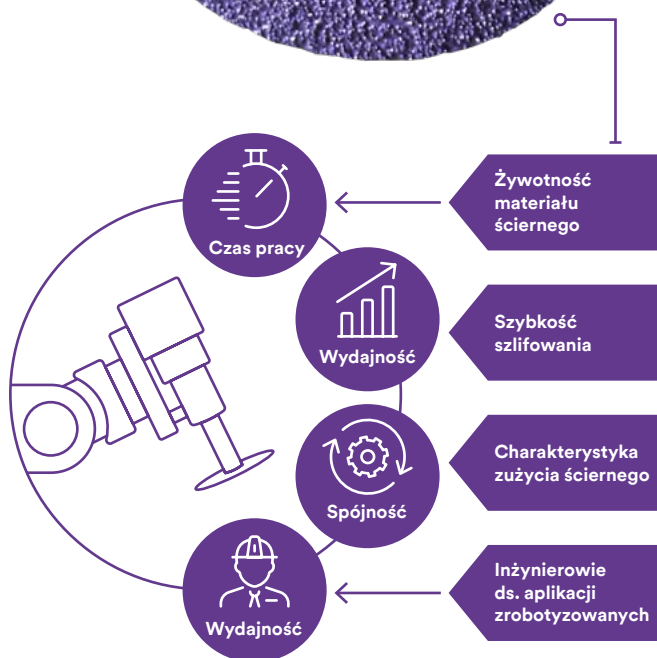 Czas pracy
Żywotność
materiału
ściernego
Wydajność
Szybkość
szlifowania
Spójność
Charakterystyka
zużycia ściernego
Wydajność
Inżynierowie
ds. aplikacji
zrobotyzowanych